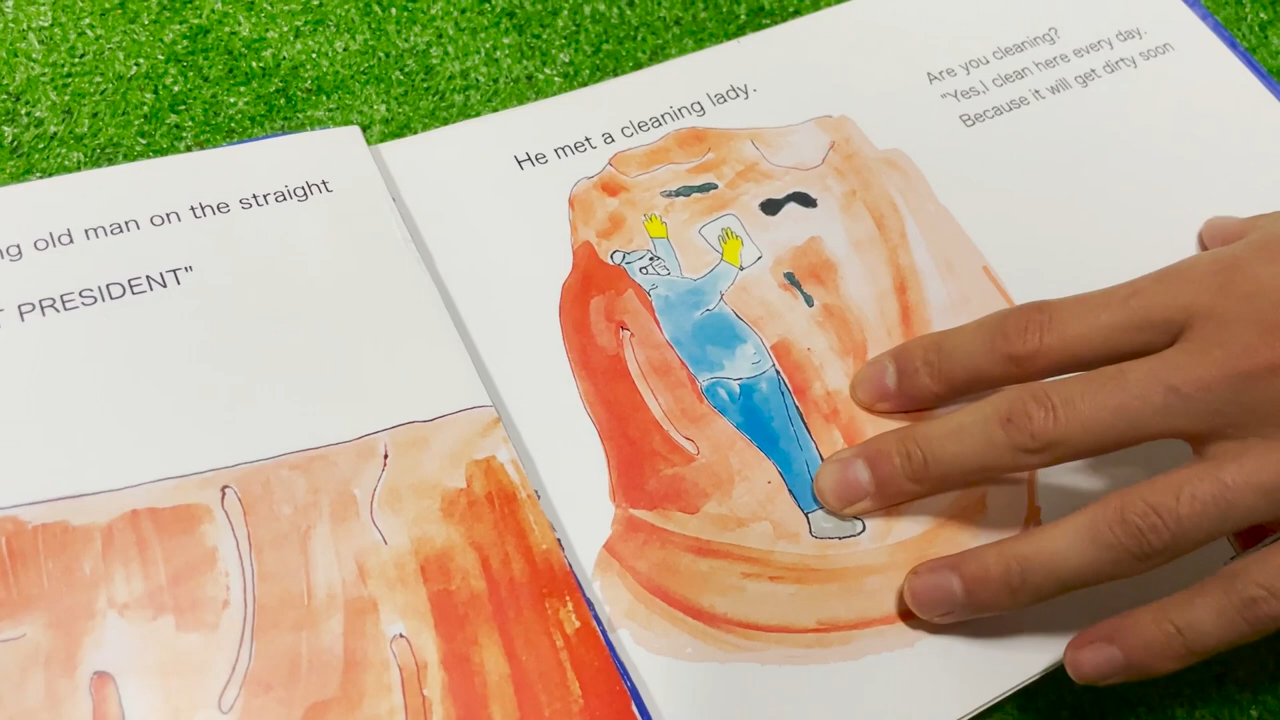 old man on the straight
PRESIDENT"
He met a cleaning lady.
Are you cleaning?
"Yes,I clean here every day.
Because it will get dirty soon